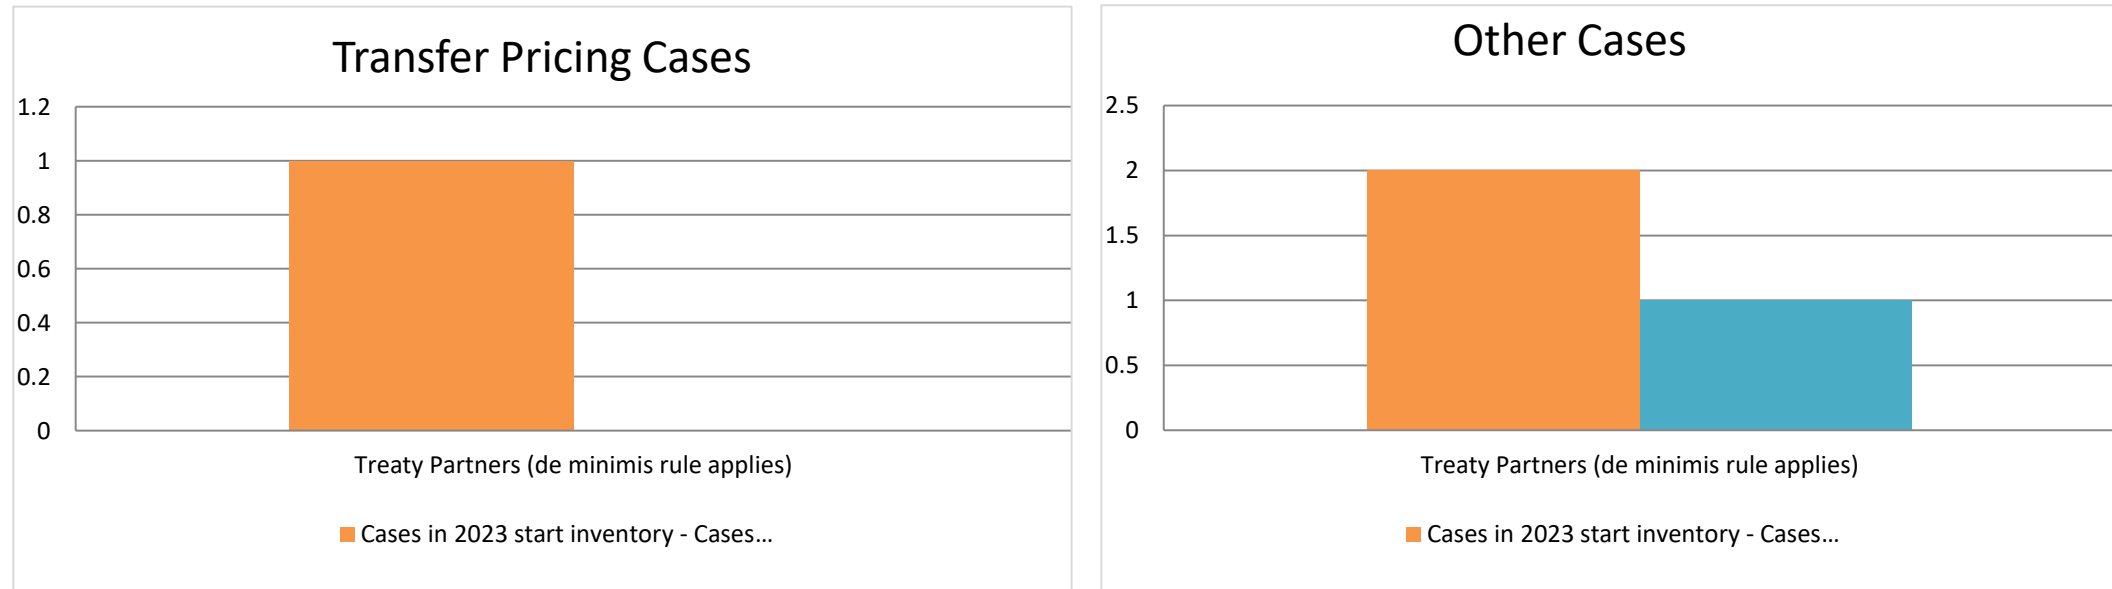 Transfer Pricing Cases
1.2
1
0.8
0.6
0.4
0.2
0
Treaty Partners (de minimis rule applies)
Cases in 2023 start inventory - Cases…
Other Cases
2.5
2
1.5
1
0.5
0
Treaty Partners (de minimis rule applies)
Cases in 2023 start inventory - Cases…